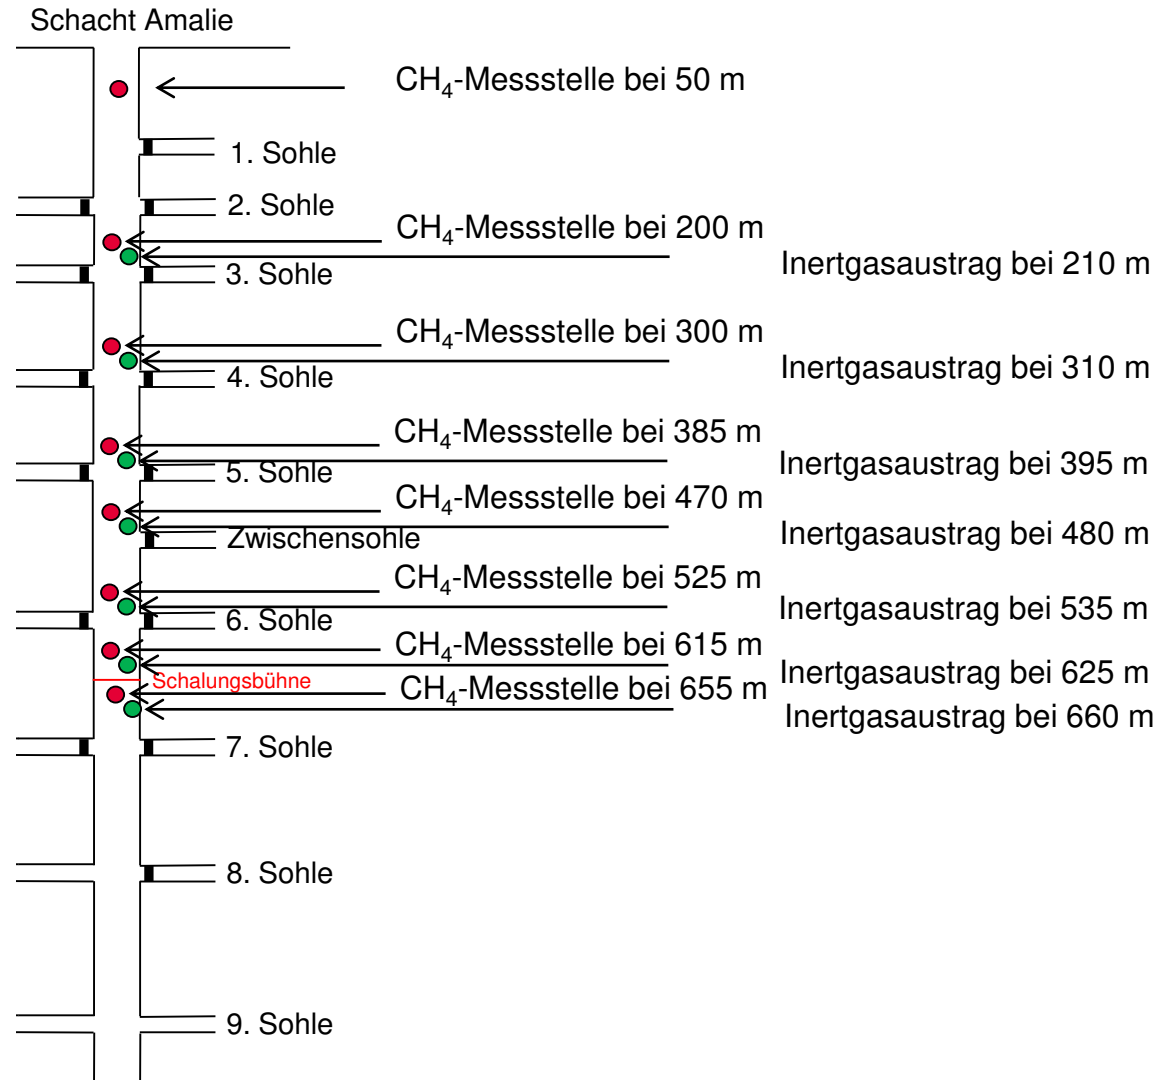 Schacht Amalie
CH₄-Messstelle bei 50 m
1. Sohle
2. Sohle
CH₄-Messstelle bei 200 m
Inertgasaustrag bei 210 m
3. Sohle
CH₄-Messstelle bei 300 m
Inertgasaustrag bei 310 m
4. Sohle
CH₄-Messstelle bei 385 m
Inertgasaustrag bei 395 m
5. Sohle
CH₄-Messstelle bei 470 m
Inertgasaustrag bei 480 m
Zwischensohle
CH₄-Messstelle bei 525 m
Inertgasaustrag bei 535 m
6. Sohle
CH₄-Messstelle bei 615 m
Inertgasaustrag bei 625 m
Schalungsbühne
CH₄-Messstelle bei 655 m
Inertgasaustrag bei 660 m
7. Sohle
8. Sohle
9. Sohle